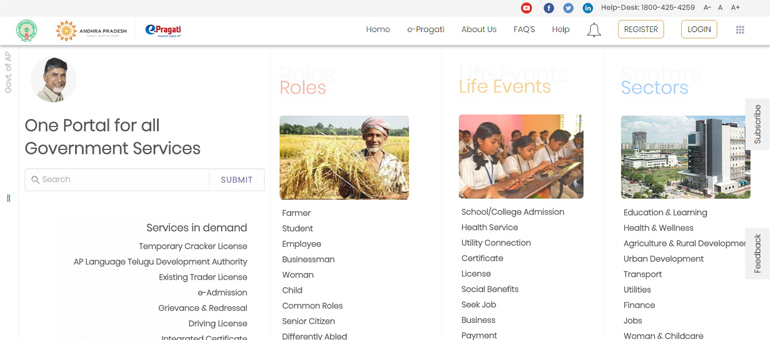 Help-Desk: 1800-425-4259 A- A A+
ANDHRA PRADESH
e-Pragati
Home e-Pragati About Us FAQ'S Help REGISTER LOGIN
Govt. of AP
One Portal for all
Government Services
Search SUBMIT
Services in demand
Temporary Cracker License
AP Language Telugu Development Authority
Existing Trader License
e-Admission
Grievance & Redressal
Driving License
Integrated Certificate
Roles
Roles
Farmer
Student
Employee
Businessman
Woman
Child
Common Roles
Senior Citizen
Differently Abled
Life Events
Life Events
School/College Admission
Health Service
Utility Connection
Certificate
License
Social Benefits
Seek Job
Business
Payment
Sectors
Sectors
Education & Learning
Health & Wellness
Agriculture & Rural Developmen
Urban Development
Transport
Utilities
Finance
Jobs
Woman & Childcare
Subscribe
Feedback